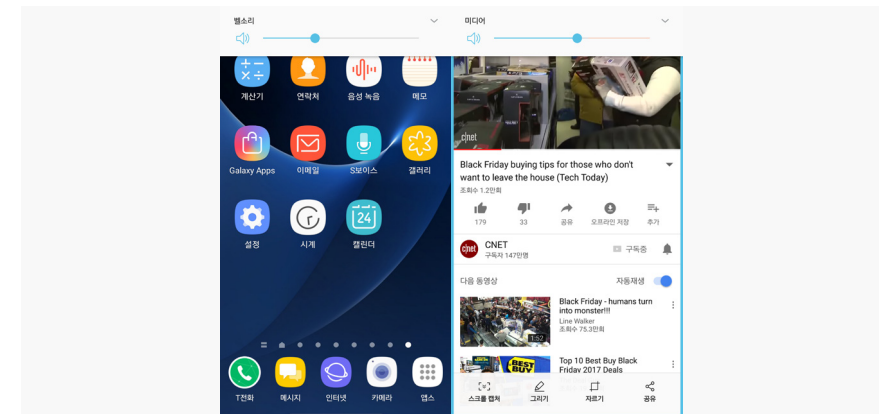 벨소리
계산기 연락처 음성 녹음 메모
Galaxy Apps 이메일 S보이스 갤러리
24
설정 시계 캘린더
T전화 메시지 인터넷 카메라 앱스
미디어
c|net
Black Friday buying tips for those who don't
want to leave the house (Tech Today)
조회수 1.2만회
179 33 공유 오프라인 저장 추가
c|net
CNET
구독자 147만명
구독중
다음 동영상 자동재생
Black Friday - humans turn
into monster!!!
Line Walker
조회수 75.3만회
1:52
BEST
BUY
Top 10 Best Buy Black
Friday 2017 Deals
스크롤 캡처 그리기 자르기 공유